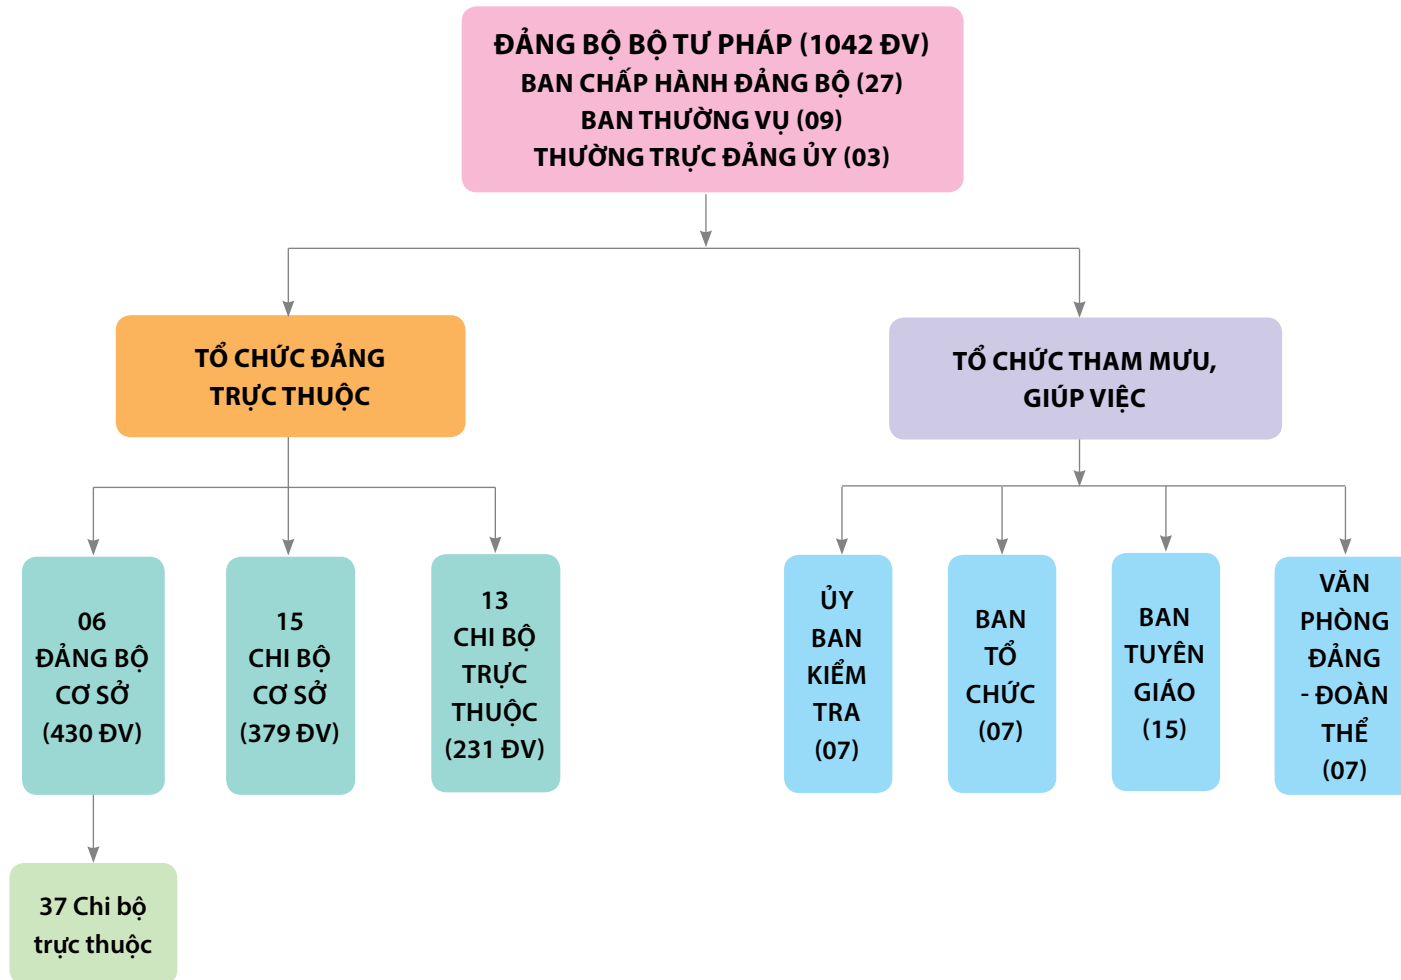 ĐẢNG BỘ BỘ TƯ PHÁP (1042 ĐV)
BAN CHẤP HÀNH ĐẢNG BỘ (27)
BAN THƯỜNG VỤ (09)
THƯỜNG TRỰC ĐẢNG ỦY (03)
TỔ CHỨC ĐẢNG
TRỰC THUỘC
TỔ CHỨC THAM MƯU,
GIÚP VIỆC
06
ĐẢNG BỘ
CƠ SỞ
(430 ĐV)
15
CHI BỘ
CƠ SỞ
(379 ĐV)
13
CHI BỘ
TRỰC
THUỘC
(231 ĐV)
ỦY
BAN
KIỂM
TRA
(07)
BAN
TỔ
CHỨC
(07)
BAN
TUYÊN
GIÁO
(15)
VĂN
PHÒNG
ĐẢNG
- ĐOÀN
THỂ
(07)
37 Chi bộ
trực thuộc